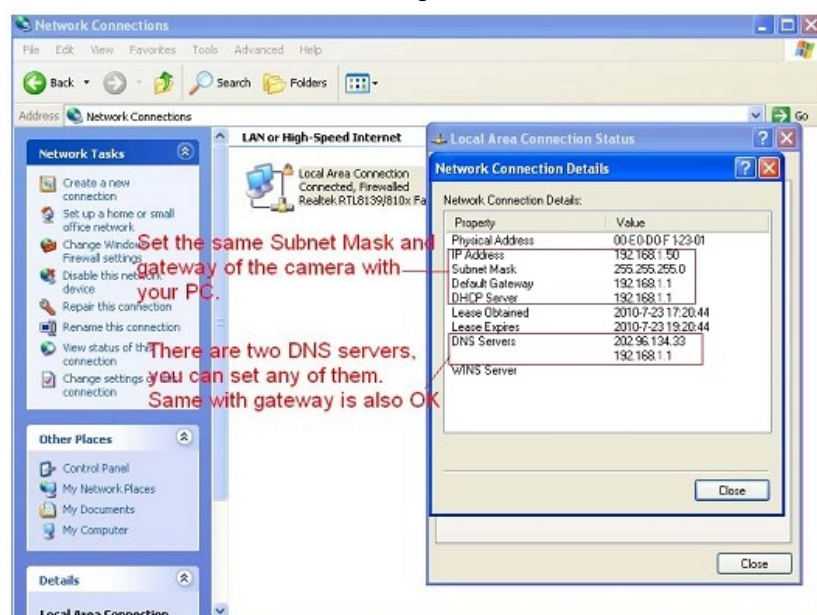 Network Connections
File Edit View Favorites Tools Advanced Help
Back Search Folders
Address Network Connections Go
Network Tasks
Create a new
connection
Set up a home or small
office network
Change Windows
Firewall settings
Disable this network
device
Repair this connection
Rename this connection
View status of this
connection
Change settings of this
connection
Other Places
Control Panel
My Network Places
My Documents
My Computer
Details
Local Area Connection
LAN or High-Speed Internet
Local Area Connection
Connected, Firewalled
Realtek RTL8139/810x Fa
Set the same Subnet Mask and
gateway of the camera with
your PC.
There are two DNS servers,
you can set any of them.
Same with gateway is also OK
Local Area Connection Status
Network Connection Details
Network Connection Details:
Property Value
Physical Address 00-E0-D0-F1-23-01
IP Address 192.168.1.50
Subnet Mask 255.255.255.0
Default Gateway 192.168.1.1
DHCP Server 192.168.1.1
Lease Obtained 2010-7-23 17:20:44
Lease Expires 2010-7-23 19:20:44
DNS Servers 202.96.134.33
192.168.1.1
WINS Server
Close
Close